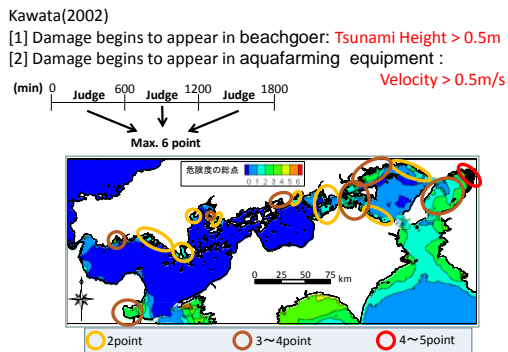 Kawata(2002)
[1] Damage begins to appear in beachgoer: Tsunami Height > 0.5m
[2] Damage begins to appear in aquafarming equipment :
Velocity > 0.5m/s
(min) 0 600 1200 1800
Judge Judge Judge
Max. 6 point
危険度の総点
0 1 2 3 4 5 6
0 25 50 75 km
2point 3～4point 4～5point